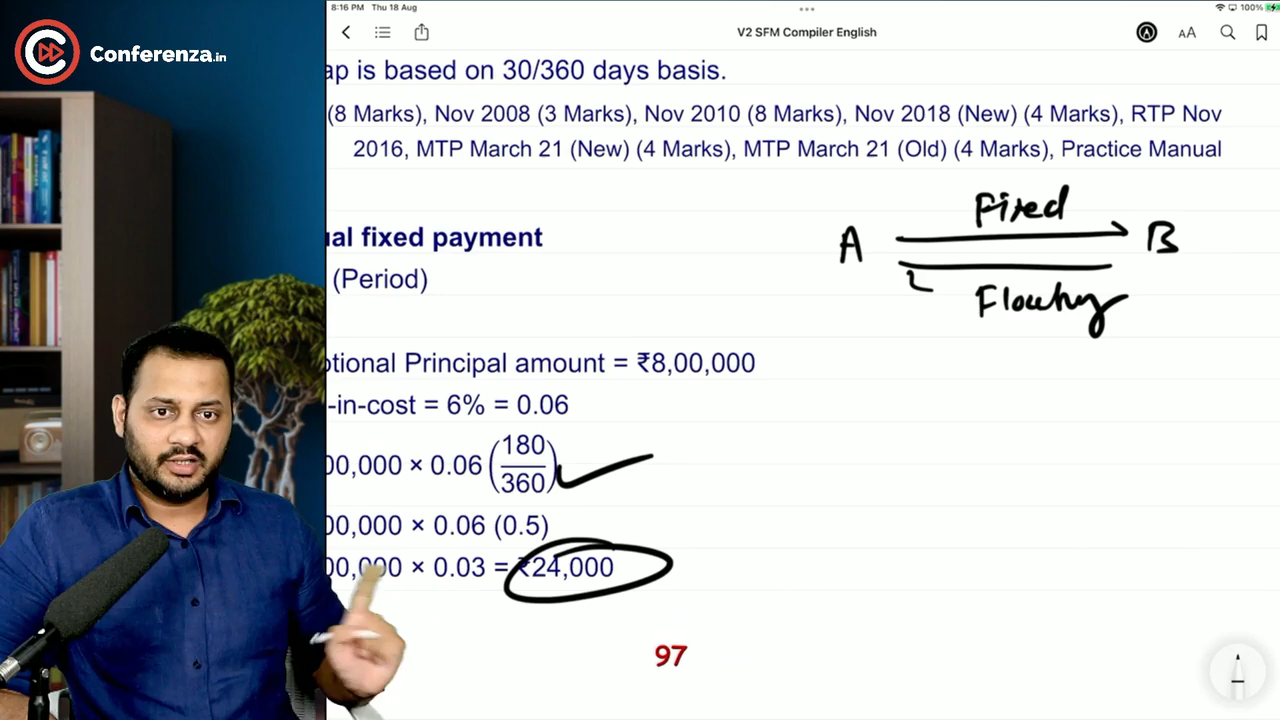 8:16 PM Thu 18 Aug
100%
V2 SFM Compiler English
AA
Conferenza.in
ap is based on 30/360 days basis.
(8 Marks), Nov 2008 (3 Marks), Nov 2010 (8 Marks), Nov 2018 (New) (4 Marks), RTP Nov
2016, MTP March 21 (New) (4 Marks), MTP March 21 (Old) (4 Marks), Practice Manual
Fixed
A B
ual fixed payment
(Period)
otional Principal amount = ₹8,00,000
-in-cost = 6% = 0.06
00,000 × 0.06 (180/360)
00,000 × 0.06 (0.5)
00,000 × 0.03 = ₹24,000
97